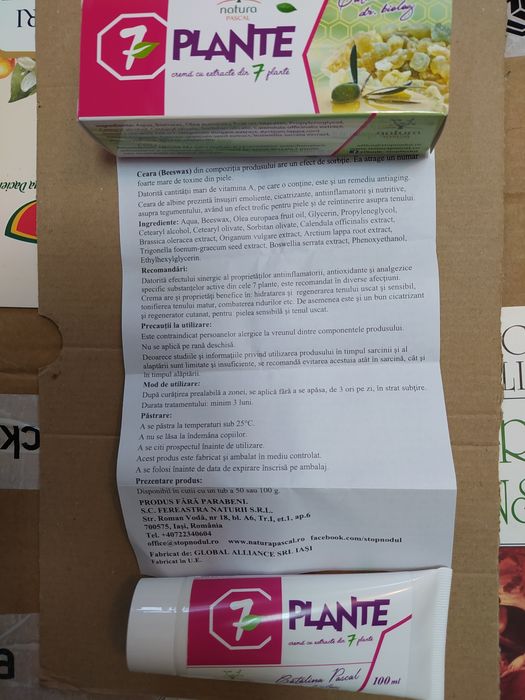 natura
PASCAL
7 PLANTE
cremă cu extracte din 7 plante
dr. biolog
Ceara (Beeswax) din compoziția produsului are un efect de sorbție. Ea atrage un număr
foarte mare de toxine din piele.
Datorită cantității mari de vitamina A, pe care o conține, este și un remediu antiaging.
Ceara de albine prezintă însușiri emoliente, cicatrizante, antiinflamatorii și nutritive,
asupra tegumentului, având un efect trofic pentru piele și de reîntinerire asupra tenului.
Ingrediente: Aqua, Beeswax, Olea europaea fruit oil, Glycerin, Propyleneglycol,
Cetearyl alcohol, Cetearyl olivate, Sorbitan olivate, Calendula officinalis extract,
Brassica oleracea extract, Origanum vulgare extract, Arctium lappa root extract,
Trigonella foenum-graecum seed extract, Boswellia serrata extract, Phenoxyethanol,
Ethylhexylglycerin.
Recomandări:
Datorită efectului sinergic al proprietăților antiinflamatorii, antioxidante și analgezice
specific substanțelor active din cele 7 plante, este recomandat în diverse afecțiuni.
Crema are și proprietăți benefice în: hidratarea și regenerarea tenului uscat și sensibil,
tonifierea tenului matur, combaterea ridurilor etc. De asemenea este și un bun cicatrizant
și regenerator cutanat, pentru pielea sensibilă și tenul uscat.
Precauții la utilizare:
Este contraindicat persoanelor alergice la vreunul dintre componentele produsului.
Nu se aplică pe rană deschisă.
Deoarece studiile și informațiile privind utilizarea produsului în timpul sarcinii și al
alăptării sunt limitate și insuficiente, se recomandă evitarea acestuia atât în sarcină, cât și
în timpul alăptării.
Mod de utilizare:
După curățirea prealabilă a zonei, se aplică fără a se apăsa, de 3 ori pe zi, în strat subțire.
Durata tratamentului: minim 3 luni.
Păstrare:
A se păstra la temperaturi sub 25°C.
A nu se lăsa la îndemâna copiilor.
A se citi prospectul înainte de utilizare.
Acest produs este fabricat și ambalat în mediu controlat.
A se folosi înainte de data de expirare înscrisă pe ambalaj.
Prezentare produs:
Disponibil în cutii cu un tub a 50 sau 100 g.
PRODUS FĂRĂ PARABENI.
S.C. FEREASTRA NATURII S.R.L.
Str. Roman Vodă, nr 18, bl. A6, Tr.I, et.1, ap.6
700575, Iași, România
Tel. +40722340604
office@stopnodul.ro www.naturapascal.ro facebook.com/stopnodul
Fabricat de: GLOBAL ALLIANCE SRL IAȘI
Fabricat în U.E.
7 PLANTE
cremă cu extracte din 7 plante
Cătălina Pascal
100 ml